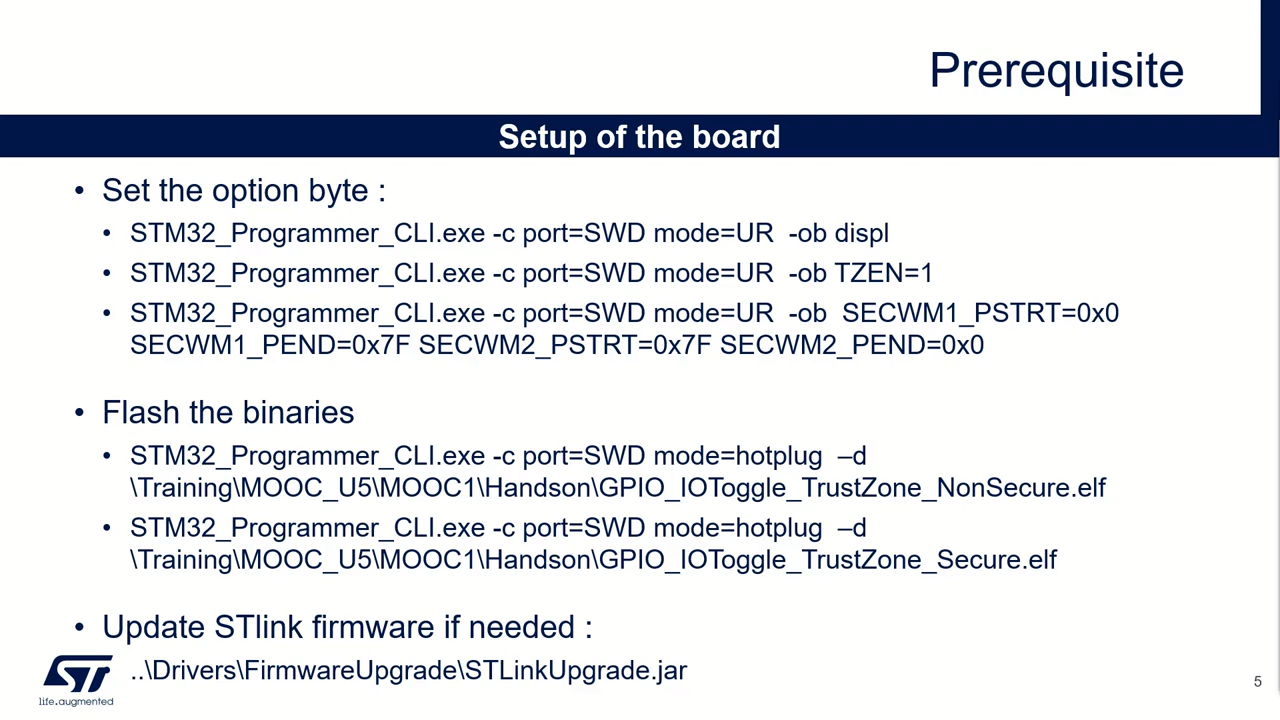 Prerequisite
Setup of the board
• Set the option byte :
• STM32_Programmer_CLI.exe -c port=SWD mode=UR  -ob displ
• STM32_Programmer_CLI.exe -c port=SWD mode=UR  -ob TZEN=1
• STM32_Programmer_CLI.exe -c port=SWD mode=UR  -ob  SECWM1_PSTRT=0x0
SECWM1_PEND=0x7F SECWM2_PSTRT=0x7F SECWM2_PEND=0x0
• Flash the binaries
• STM32_Programmer_CLI.exe -c port=SWD mode=hotplug  –d
\Training\MOOC_U5\MOOC1\Handson\GPIO_IOToggle_TrustZone_NonSecure.elf
• STM32_Programmer_CLI.exe -c port=SWD mode=hotplug  –d
\Training\MOOC_U5\MOOC1\Handson\GPIO_IOToggle_TrustZone_Secure.elf
• Update STlink firmware if needed :
..\Drivers\FirmwareUpgrade\STLinkUpgrade.jar
ST
life.augmented
5